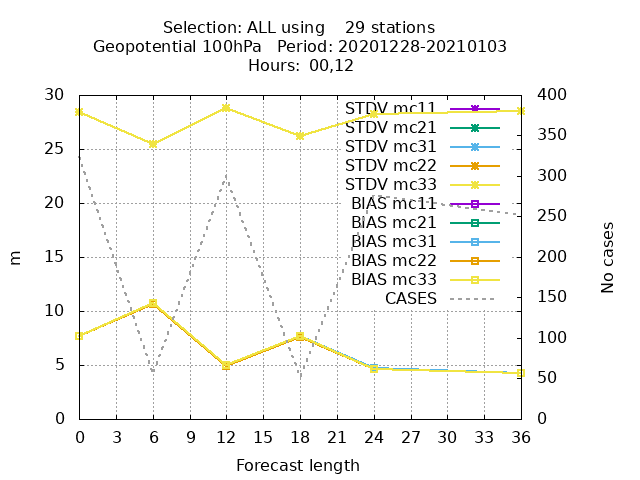 Selection: ALL using 29 stations
Geopotential 100hPa Period: 20201228-20210103
Hours: 00,12
30 400
25 350
20 300
15 250
10 200
5 150
0 100
50
0
m
No cases
STDV mc11
STDV mc21
STDV mc31
STDV mc22
STDV mc33
BIAS mc11
BIAS mc21
BIAS mc31
BIAS mc22
BIAS mc33
CASES
0 3 6 9 12 15 18 21 24 27 30 33 36
Forecast length